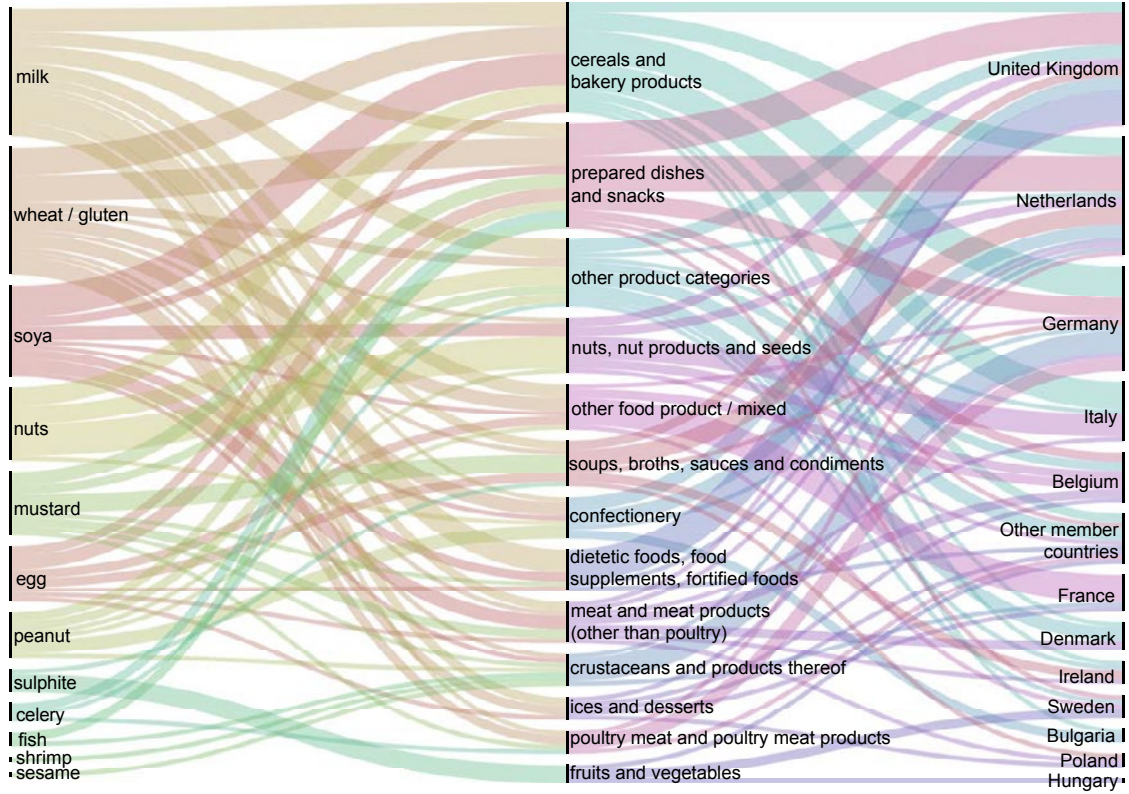 milk
wheat / gluten
soya
nuts
mustard
egg
peanut
sulphite
celery
fish
shrimp
sesame
cereals and
bakery products
prepared dishes
and snacks
other product categories
nuts, nut products and seeds
other food product / mixed
soups, broths, sauces and condiments
confectionery
dietetic foods, food
supplements, fortified foods
meat and meat products
(other than poultry)
crustaceans and products thereof
ices and desserts
poultry meat and poultry meat products
fruits and vegetables
United Kingdom
Netherlands
Germany
Italy
Belgium
Other member
countries
France
Denmark
Ireland
Sweden
Bulgaria
Poland
Hungary